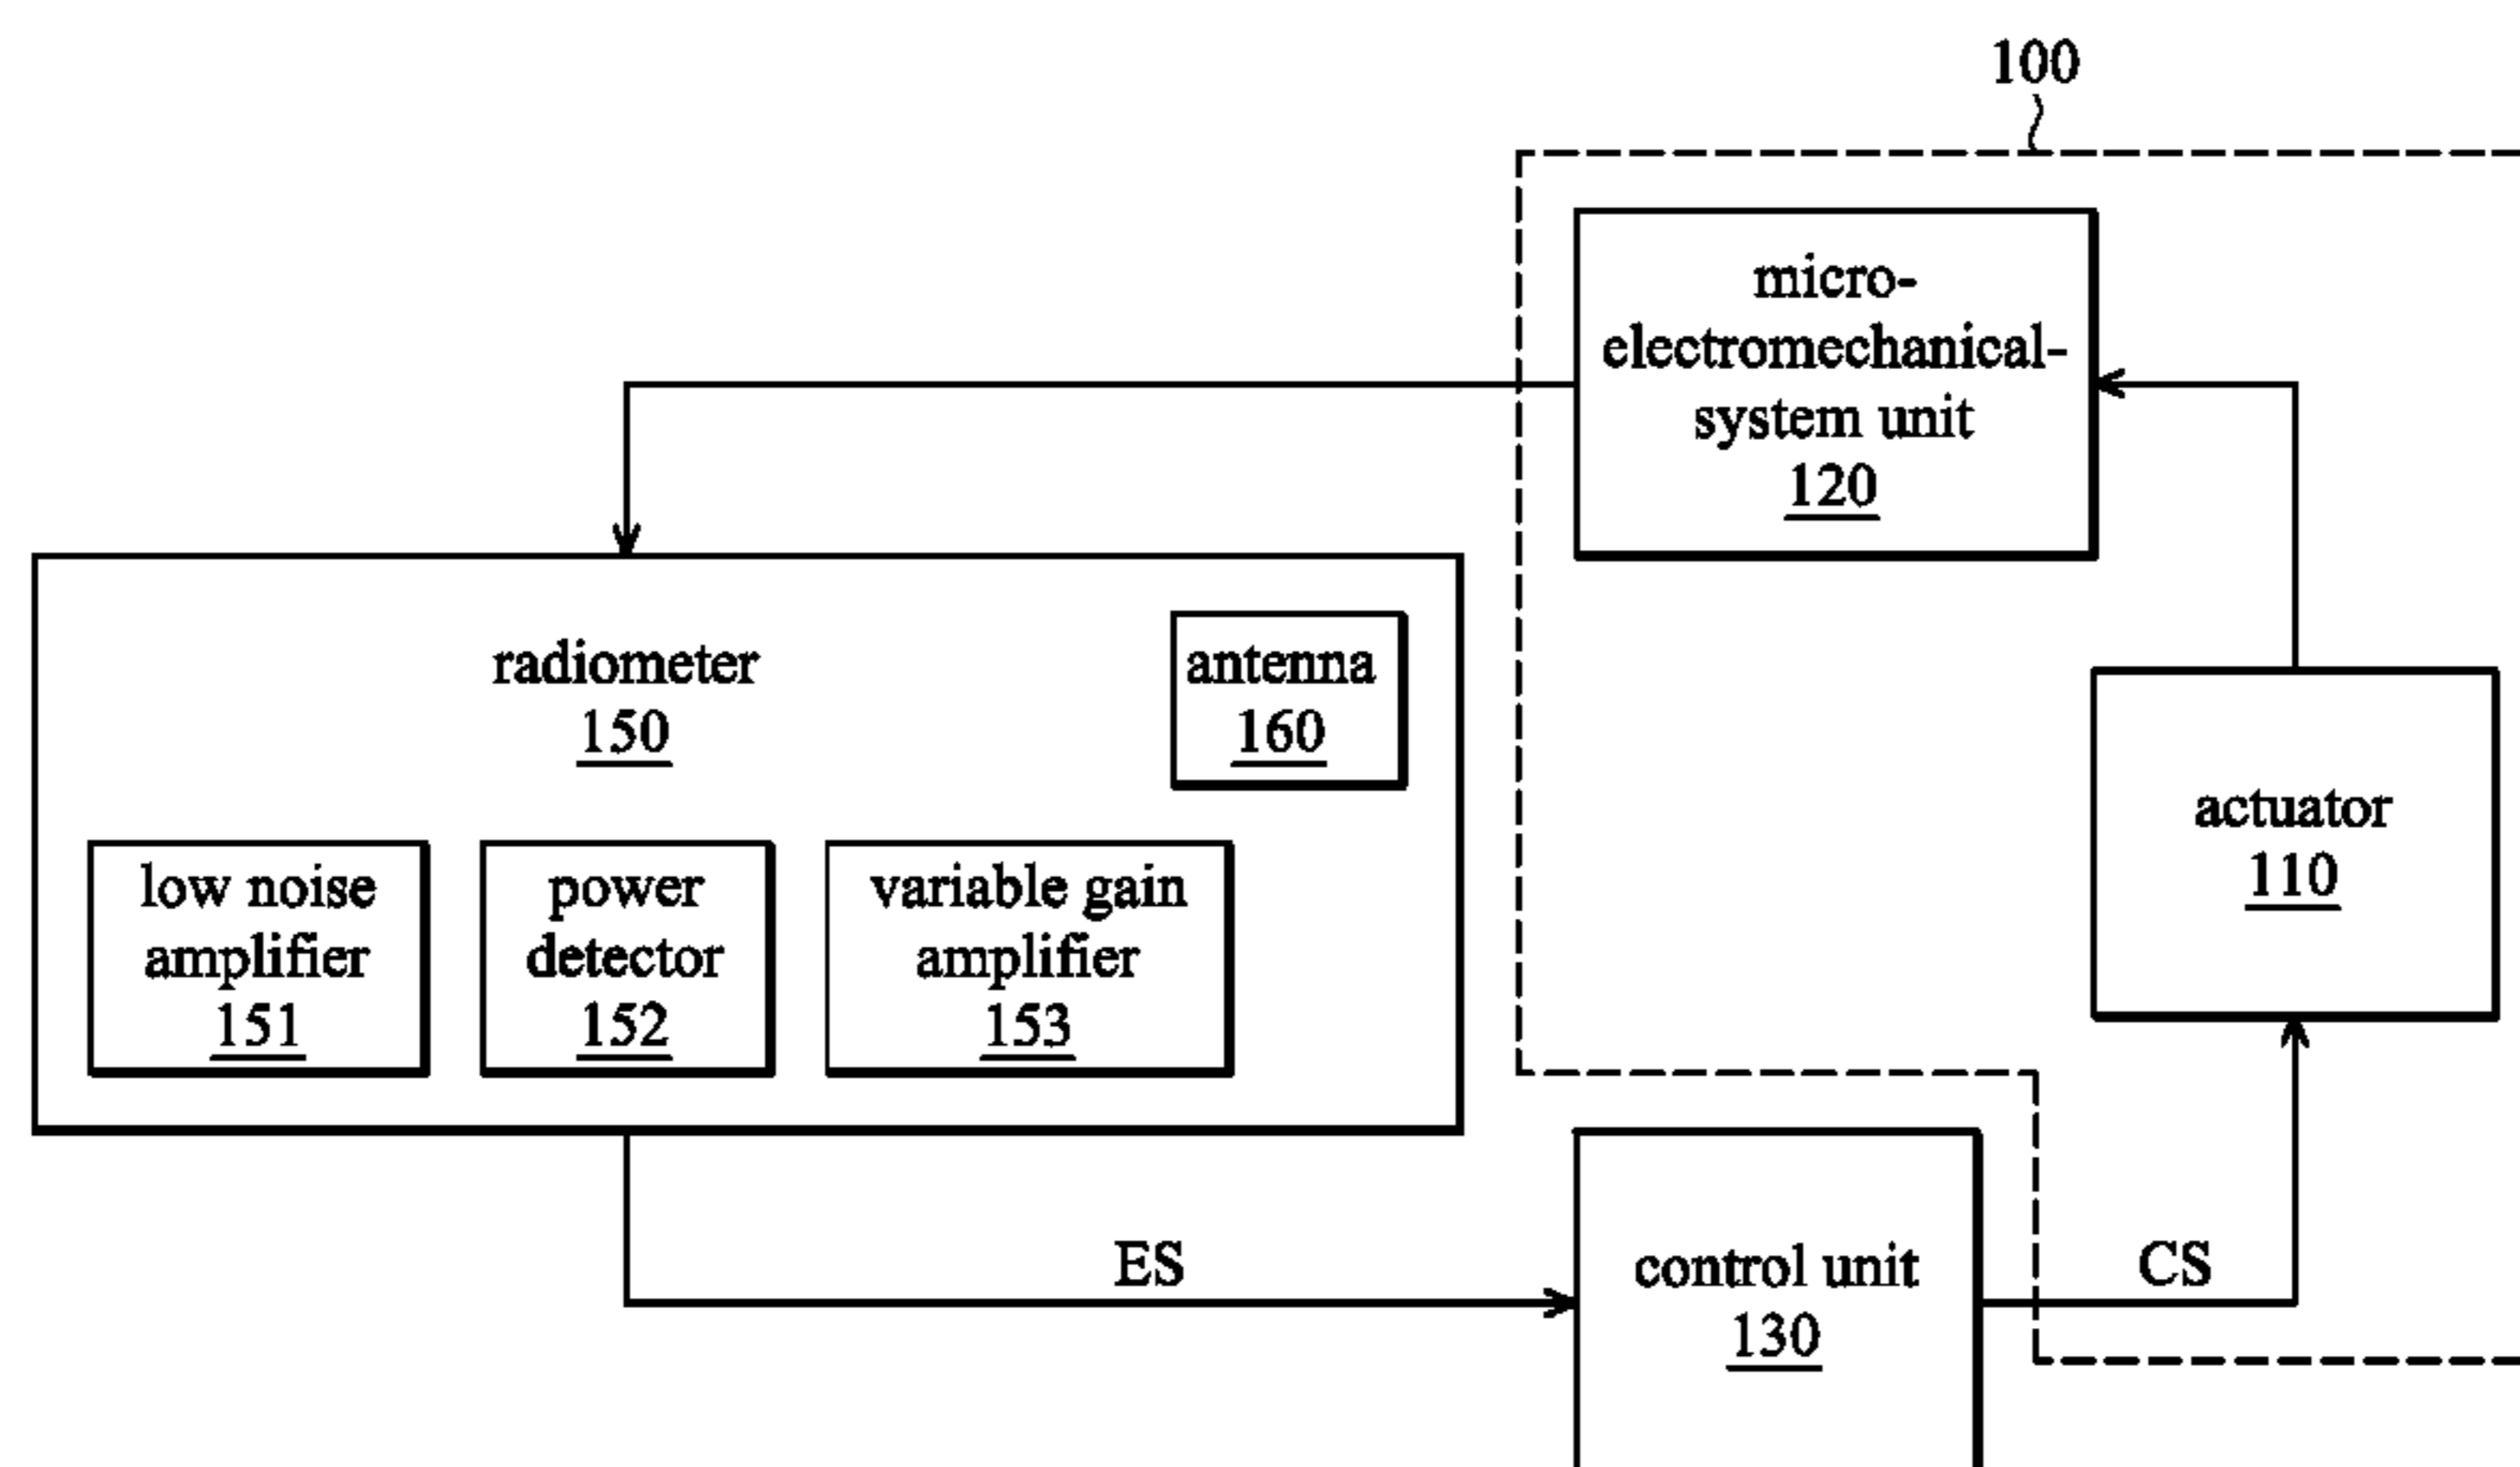 100
micro-
electromechanical-
system unit
120
radiometer
150
antenna
160
actuator
110
low noise
amplifier
151
power
detector
152
variable gain
amplifier
153
ES
control unit
130
CS